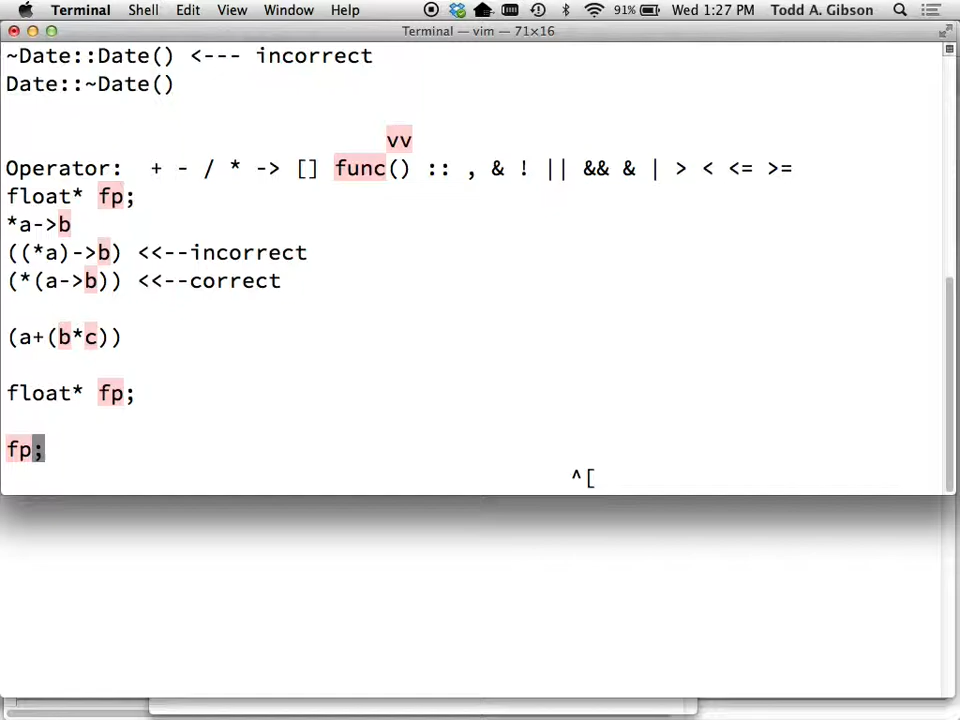 Terminal Shell Edit View Window Help 91% Wed 1:27 PM Todd A. Gibson
Terminal — vim — 71×16
~Date::Date() <--- incorrect
Date::~Date()
vv
Operator: + - / * -> [] func() :: , & ! || && & | > < <= >=
float* fp;
*a->b
((*a)->b) <<--incorrect
(*(a->b)) <<--correct
(a+(b*c))
float* fp;
fp;
^[